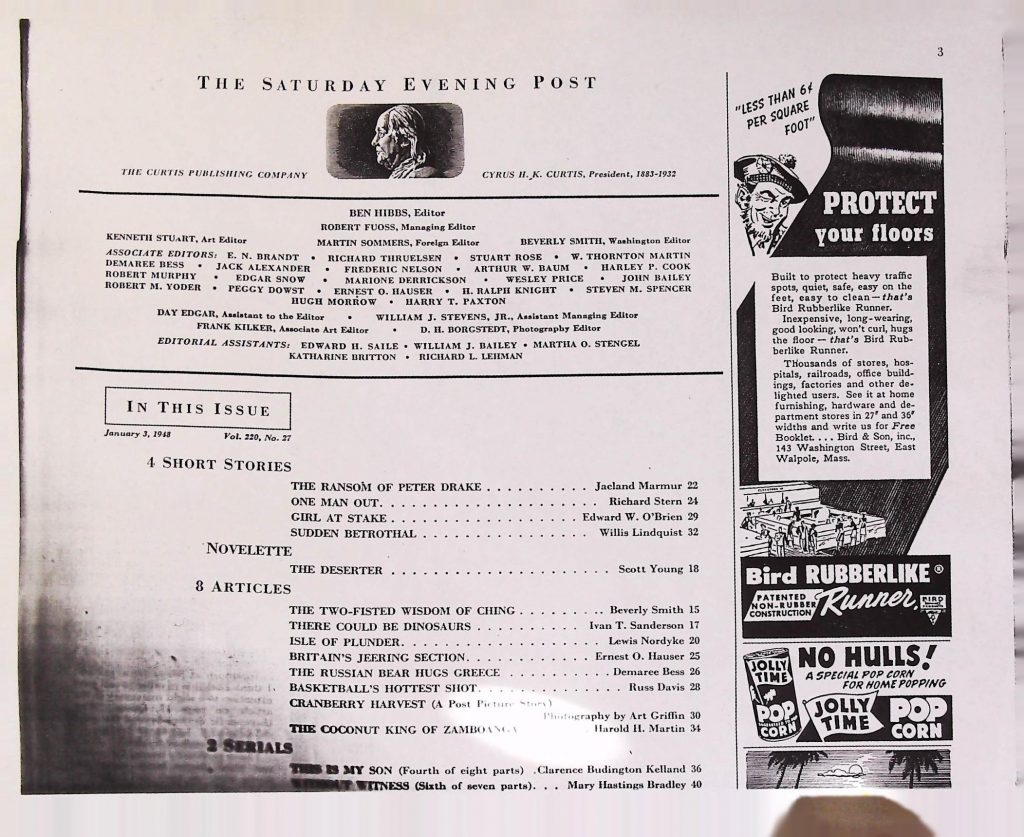 3
THE SATURDAY EVENING POST
THE CURTIS PUBLISHING COMPANY
CYRUS H. K. CURTIS, President, 1883-1932
BEN HIBBS, Editor
ROBERT FUOSS, Managing Editor
KENNETH STUART, Art Editor MARTIN SOMMERS, Foreign Editor BEVERLY SMITH, Washington Editor
ASSOCIATE EDITORS: E. N. BRANDT • RICHARD THRUELSEN • STUART ROSE • W. THORNTON MARTIN
DEMAREE BESS • JACK ALEXANDER • FREDERIC NELSON • ARTHUR W. BAUM • HARLEY P. COOK
ROBERT MURPHY • EDGAR SNOW • MARIONE DERRICKSON • WESLEY PRICE • JOHN BAILEY
ROBERT M. YODER • PEGGY DOWST • ERNEST O. HAUSER • H. RALPH KNIGHT • STEVEN M. SPENCER
HUGH MORROW • HARRY T. PAXTON
DAY EDGAR, Assistant to the Editor • WILLIAM J. STEVENS, JR., Assistant Managing Editor
FRANK KILKER, Associate Art Editor • D. H. BORGSTEDT, Photography Editor
EDITORIAL ASSISTANTS: EDWARD H. SAILE • WILLIAM J. BAILEY • MARTHA O. STENGEL
KATHARINE BRITTON • RICHARD L. LEHMAN
IN THIS ISSUE
January 3, 1948 Vol. 220, No. 27
4 SHORT STORIES
THE RANSOM OF PETER DRAKE . . . . . . . . . . Jacland Marmur 22
ONE MAN OUT. . . . . . . . . . . . . . . . . . . Richard Stern 24
GIRL AT STAKE . . . . . . . . . . . . . . . . . Edward W. O'Brien 29
SUDDEN BETROTHAL . . . . . . . . . . . . . . . Willis Lindquist 32
NOVELETTE
THE DESERTER . . . . . . . . . . . . . . . . . . . Scott Young 18
8 ARTICLES
THE TWO-FISTED WISDOM OF CHING . . . . . . . . Beverly Smith 15
THERE COULD BE DINOSAURS . . . . . . . . . . Ivan T. Sanderson 17
ISLE OF PLUNDER. . . . . . . . . . . . . . . . . Lewis Nordyke 20
BRITAIN'S JEERING SECTION. . . . . . . . . . . Ernest O. Hauser 25
THE RUSSIAN BEAR HUGS GREECE . . . . . . . . . Demaree Bess 26
BASKETBALL'S HOTTEST SHOT. . . . . . . . . . . . Russ Davis 28
CRANBERRY HARVEST (A Post Picture Story)
Photography by Art Griffin 30
THE COCONUT KING OF ZAMBOANGA . Harold H. Martin 34
2 SERIALS
THIS IS MY SON (Fourth of eight parts) . Clarence Budington Kelland 36
WITHOUT WITNESS (Sixth of seven parts). . . Mary Hastings Bradley 40
"LESS THAN 6¢
PER SQUARE
FOOT"
PROTECT
your floors
Built to protect heavy traffic
spots, quiet, safe, easy on the
feet, easy to clean—that's
Bird Rubberlike Runner.
Inexpensive, long-wearing,
good looking, won't curl, hugs
the floor—that's Bird Rub-
berlike Runner.
Thousands of stores, hos-
pitals, railroads, office build-
ings, factories and other de-
lighted users. See it at home
furnishing, hardware and de-
partment stores in 27" and 36"
widths and write us for Free
Booklet. . . . Bird & Son, inc.,
143 Washington Street, East
Walpole, Mass.
Bird RUBBERLIKE ®
PATENTED
NON-RUBBER
CONSTRUCTION
Runner
BIRD
JOLLY
TIME
POP
CORN
NO HULLS!
A SPECIAL POP CORN
FOR HOME POPPING
JOLLY
TIME
POP
CORN